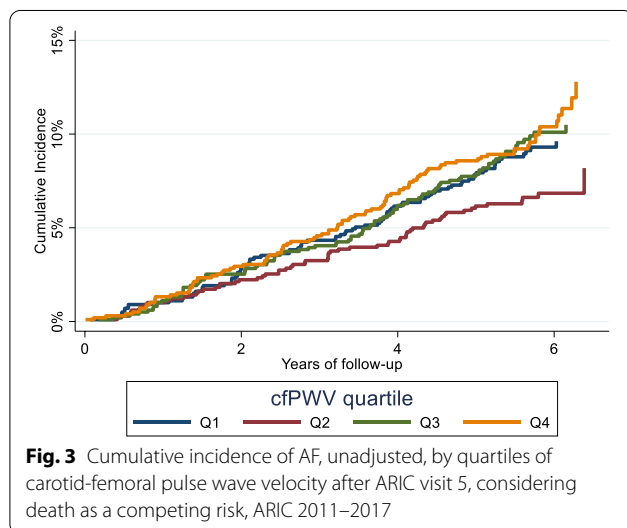 15%
10%
5%
0%
Cumulative Incidence
0 2 4 6
Years of follow-up
cfPWV quartile
Q1 Q2 Q3 Q4
Fig. 3 Cumulative incidence of AF, unadjusted, by quartiles of
carotid-femoral pulse wave velocity after ARIC visit 5, considering
death as a competing risk, ARIC 2011–2017